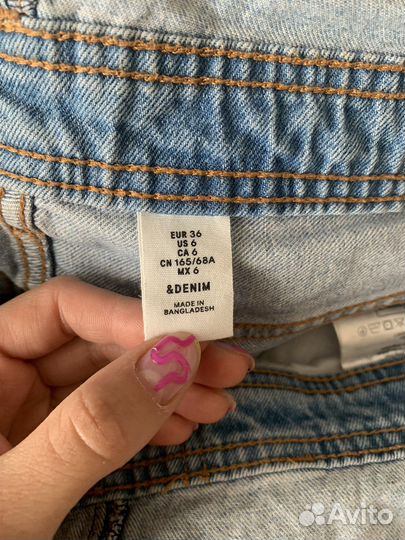 EUR 36
US 6
CA 6
CN 165/68A
MX 6
&DENIM
MADE IN
BANGLADESH
Avito